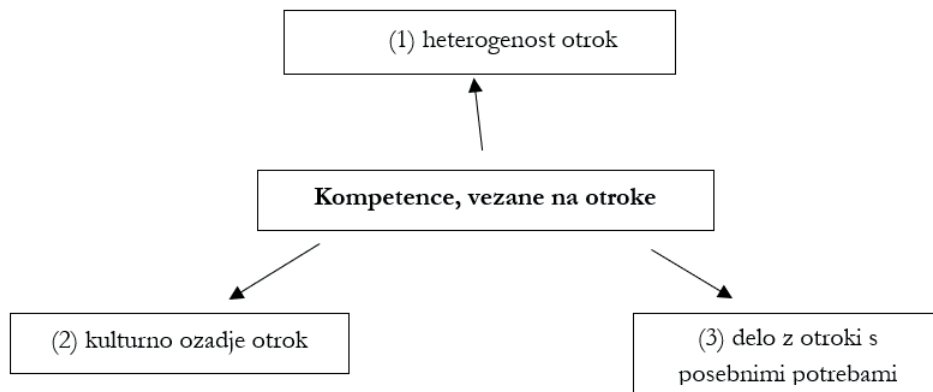 (1) heterogenost otrok
Kompetence, vezane na otroke
(2) kulturno ozadje otrok
(3) delo z otroki s
posebnimi potrebami